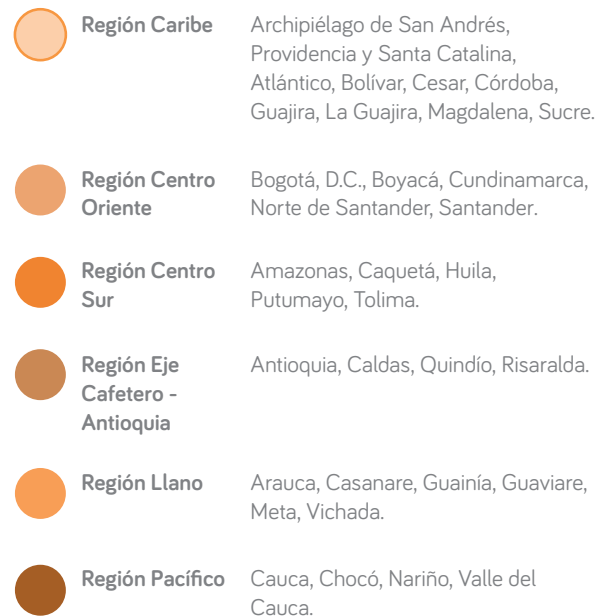 Región Caribe
Archipiélago de San Andrés,
Providencia y Santa Catalina,
Atlántico, Bolívar, Cesar, Córdoba,
Guajira, La Guajira, Magdalena, Sucre.
Región Centro
Oriente
Bogotá, D.C., Boyacá, Cundinamarca,
Norte de Santander, Santander.
Región Centro
Sur
Amazonas, Caquetá, Huila,
Putumayo, Tolima.
Región Eje
Cafetero -
Antioquia
Antioquia, Caldas, Quindío, Risaralda.
Región Llano
Arauca, Casanare, Guainía, Guaviare,
Meta, Vichada.
Región Pacífico
Cauca, Chocó, Nariño, Valle del
Cauca.